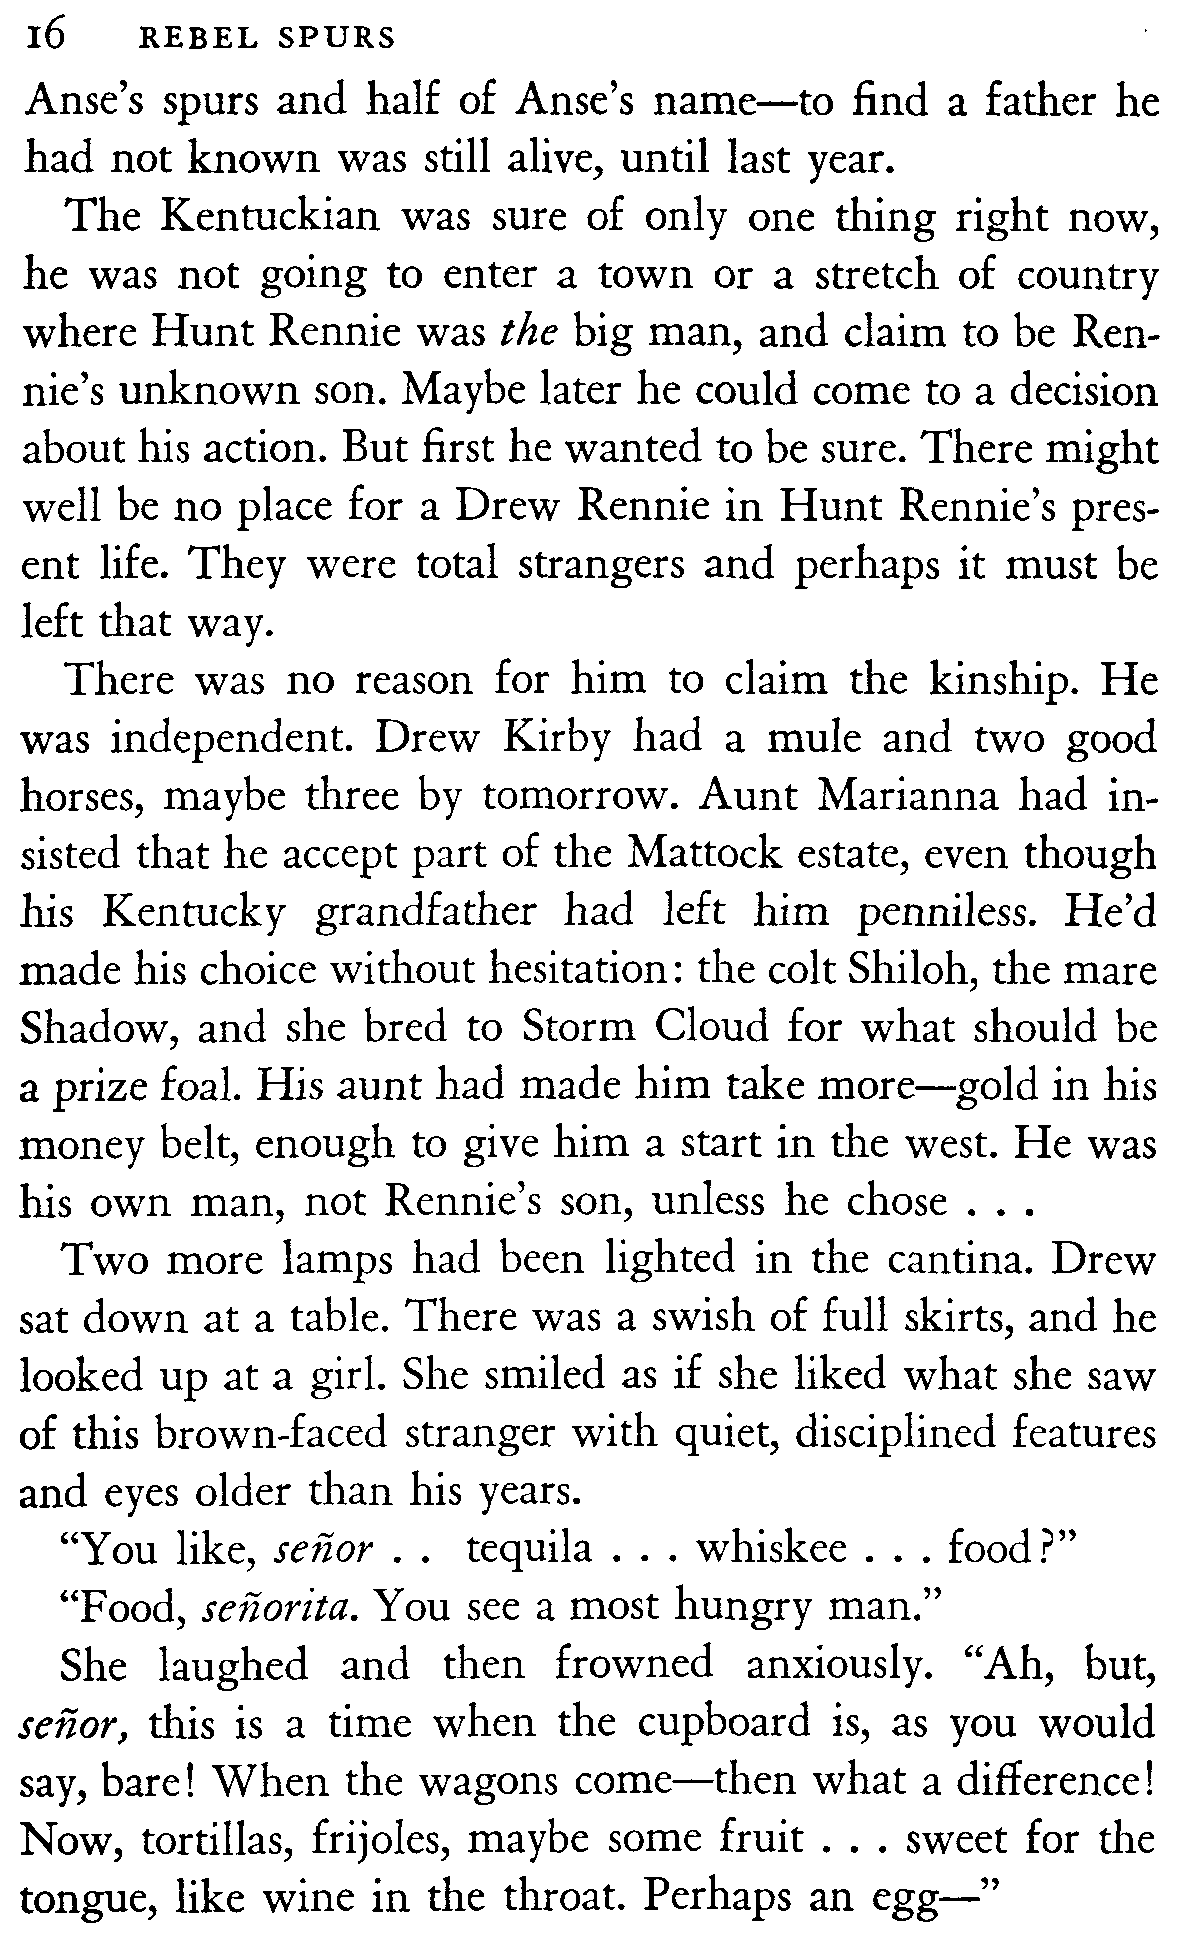 16 REBEL SPURS
Anse's spurs and half of Anse's name—to find a father he
had not known was still alive, until last year.
The Kentuckian was sure of only one thing right now,
he was not going to enter a town or a stretch of country
where Hunt Rennie was the big man, and claim to be Ren-
nie's unknown son. Maybe later he could come to a decision
about his action. But first he wanted to be sure. There might
well be no place for a Drew Rennie in Hunt Rennie's pres-
ent life. They were total strangers and perhaps it must be
left that way.
There was no reason for him to claim the kinship. He
was independent. Drew Kirby had a mule and two good
horses, maybe three by tomorrow. Aunt Marianna had in-
sisted that he accept part of the Mattock estate, even though
his Kentucky grandfather had left him penniless. He'd
made his choice without hesitation: the colt Shiloh, the mare
Shadow, and she bred to Storm Cloud for what should be
a prize foal. His aunt had made him take more—gold in his
money belt, enough to give him a start in the west. He was
his own man, not Rennie's son, unless he chose . . .
Two more lamps had been lighted in the cantina. Drew
sat down at a table. There was a swish of full skirts, and he
looked up at a girl. She smiled as if she liked what she saw
of this brown-faced stranger with quiet, disciplined features
and eyes older than his years.
“You like, señor . . tequila . . . whiskee . . . food?”
“Food, señorita. You see a most hungry man.”
She laughed and then frowned anxiously. “Ah, but,
señor, this is a time when the cupboard is, as you would
say, bare! When the wagons come—then what a difference!
Now, tortillas, frijoles, maybe some fruit . . . sweet for the
tongue, like wine in the throat. Perhaps an egg—”